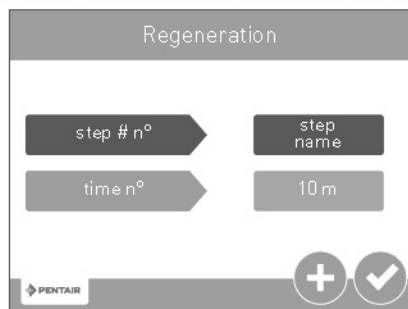 Regeneration
step # n°
step
name
time n°
10 m
PENTAIR